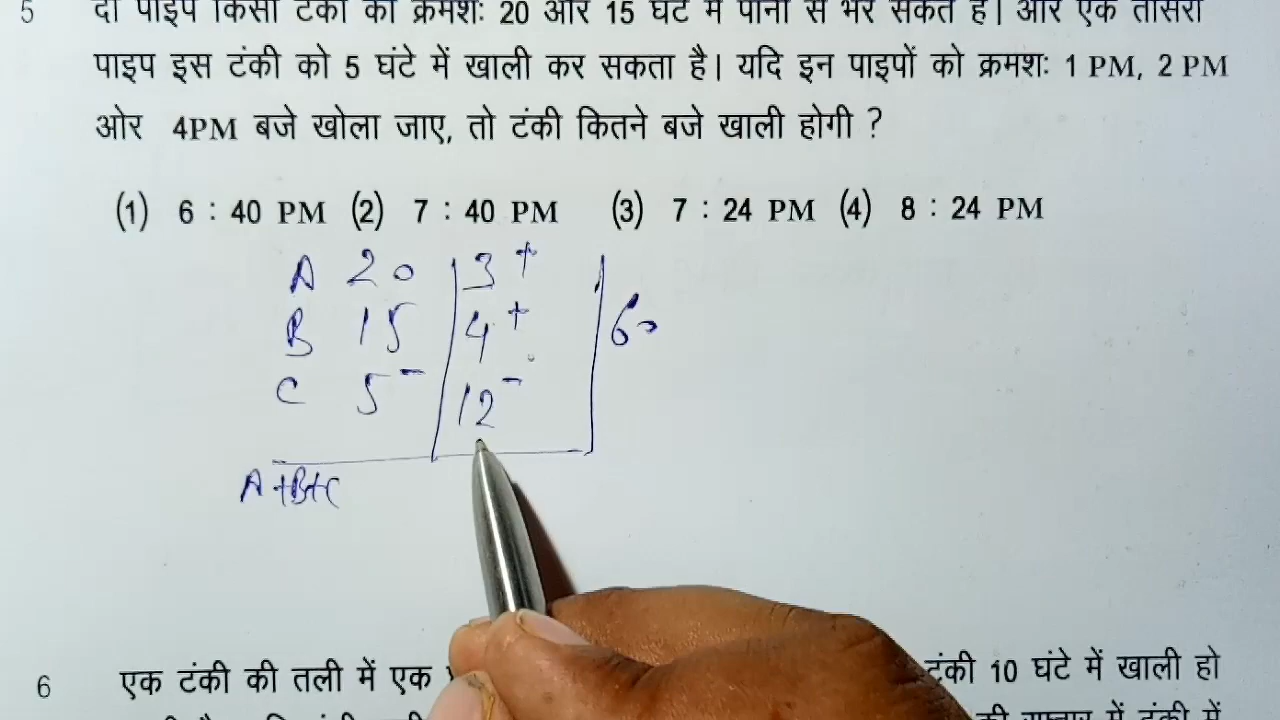 5 दो पाइप किसी टंकी को क्रमशः 20 और 15 घंटे में पानी से भर सकते हैं। और एक तीसरा
पाइप इस टंकी को 5 घंटे में खाली कर सकता है। यदि इन पाइपों को क्रमशः 1 PM, 2 PM
ओर 4PM बजे खोला जाए, तो टंकी कितने बजे खाली होगी ?
(1) 6 : 40 PM (2) 7 : 40 PM (3) 7 : 24 PM (4) 8 : 24 PM
A 20 3+
B 15 4+ 60
C 5- 12-
A+B+C
6 एक टंकी की तली में एक टंकी 10 घंटे में खाली हो
में टंकी में